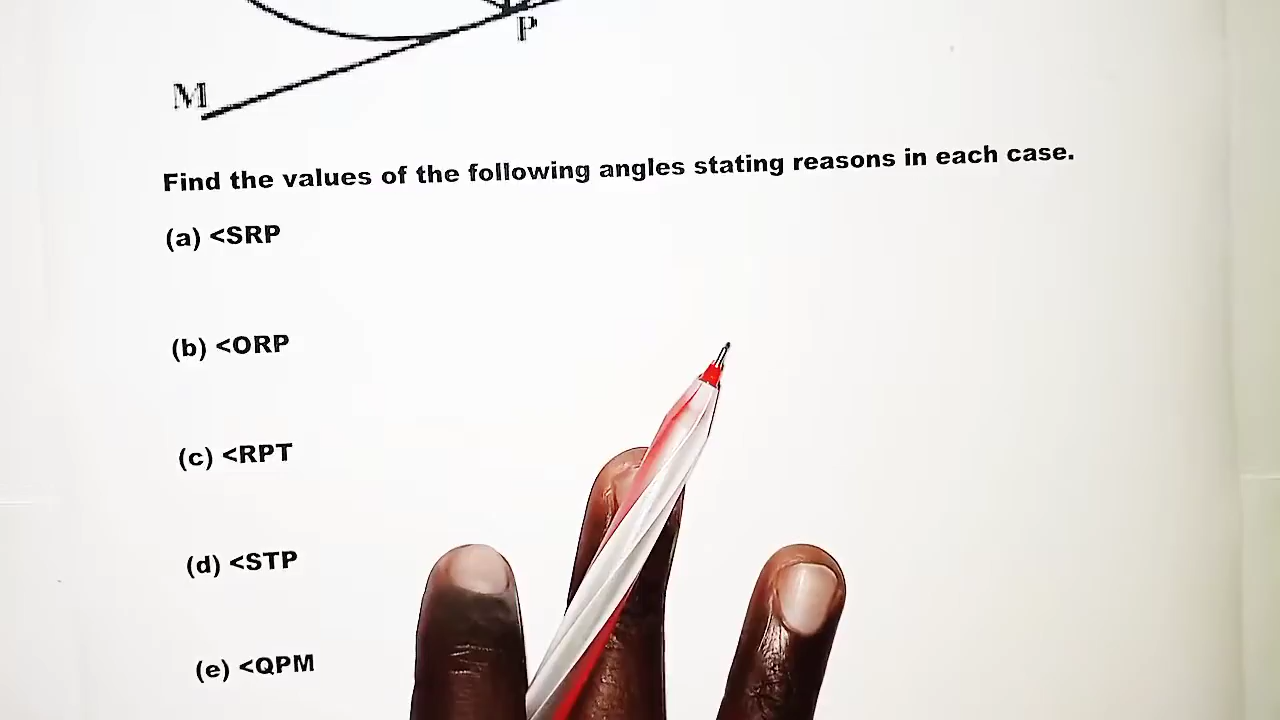 P
M
Find the values of the following angles stating reasons in each case.
(a) <SRP
(b) <ORP
(c) <RPT
(d) <STP
(e) <QPM